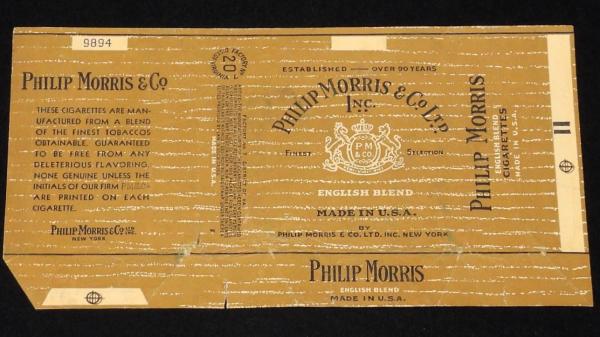 9894
PHILIP MORRIS & Co
THESE CIGARETTES ARE MAN-
UFACTURED FROM A BLEND
OF THE FINEST TOBACCOS
OBTAINABLE. GUARANTEED
TO BE FREE FROM ANY
DELETERIOUS FLAVORING.
NONE GENUINE UNLESS THE
INITIALS OF OUR FIRM
ARE PRINTED ON EACH
CIGARETTE.
PHILIP MORRIS & Co LTD INC
NEW YORK
20
MADE IN U.S.A.
ESTABLISHED — OVER 90 YEARS
PHILIP MORRIS & Co. LTD.
INC.
PM
& CO
FINEST SELECTION
ENGLISH BLEND
MADE IN U.S.A.
BY
PHILIP MORRIS & CO. LTD. INC. NEW YORK
PHILIP MORRIS
ENGLISH BLEND
CIGARETTES
MADE IN U.S.A.
PHILIP MORRIS
ENGLISH BLEND
MADE IN U.S.A.